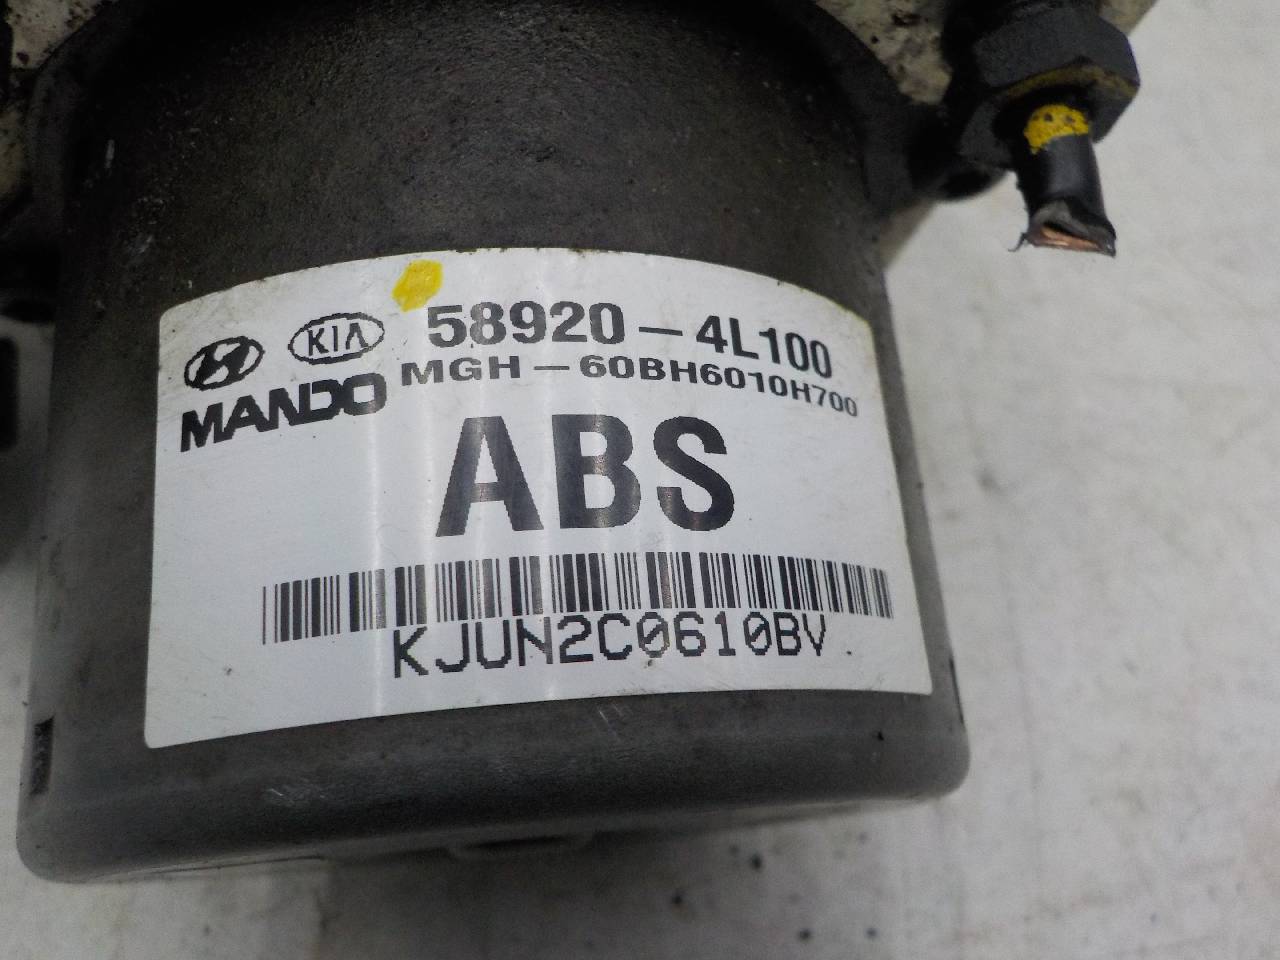 KIA 58920-4L100
MANDO MGH-60BH6010H700
ABS
KJUN2C0610BV